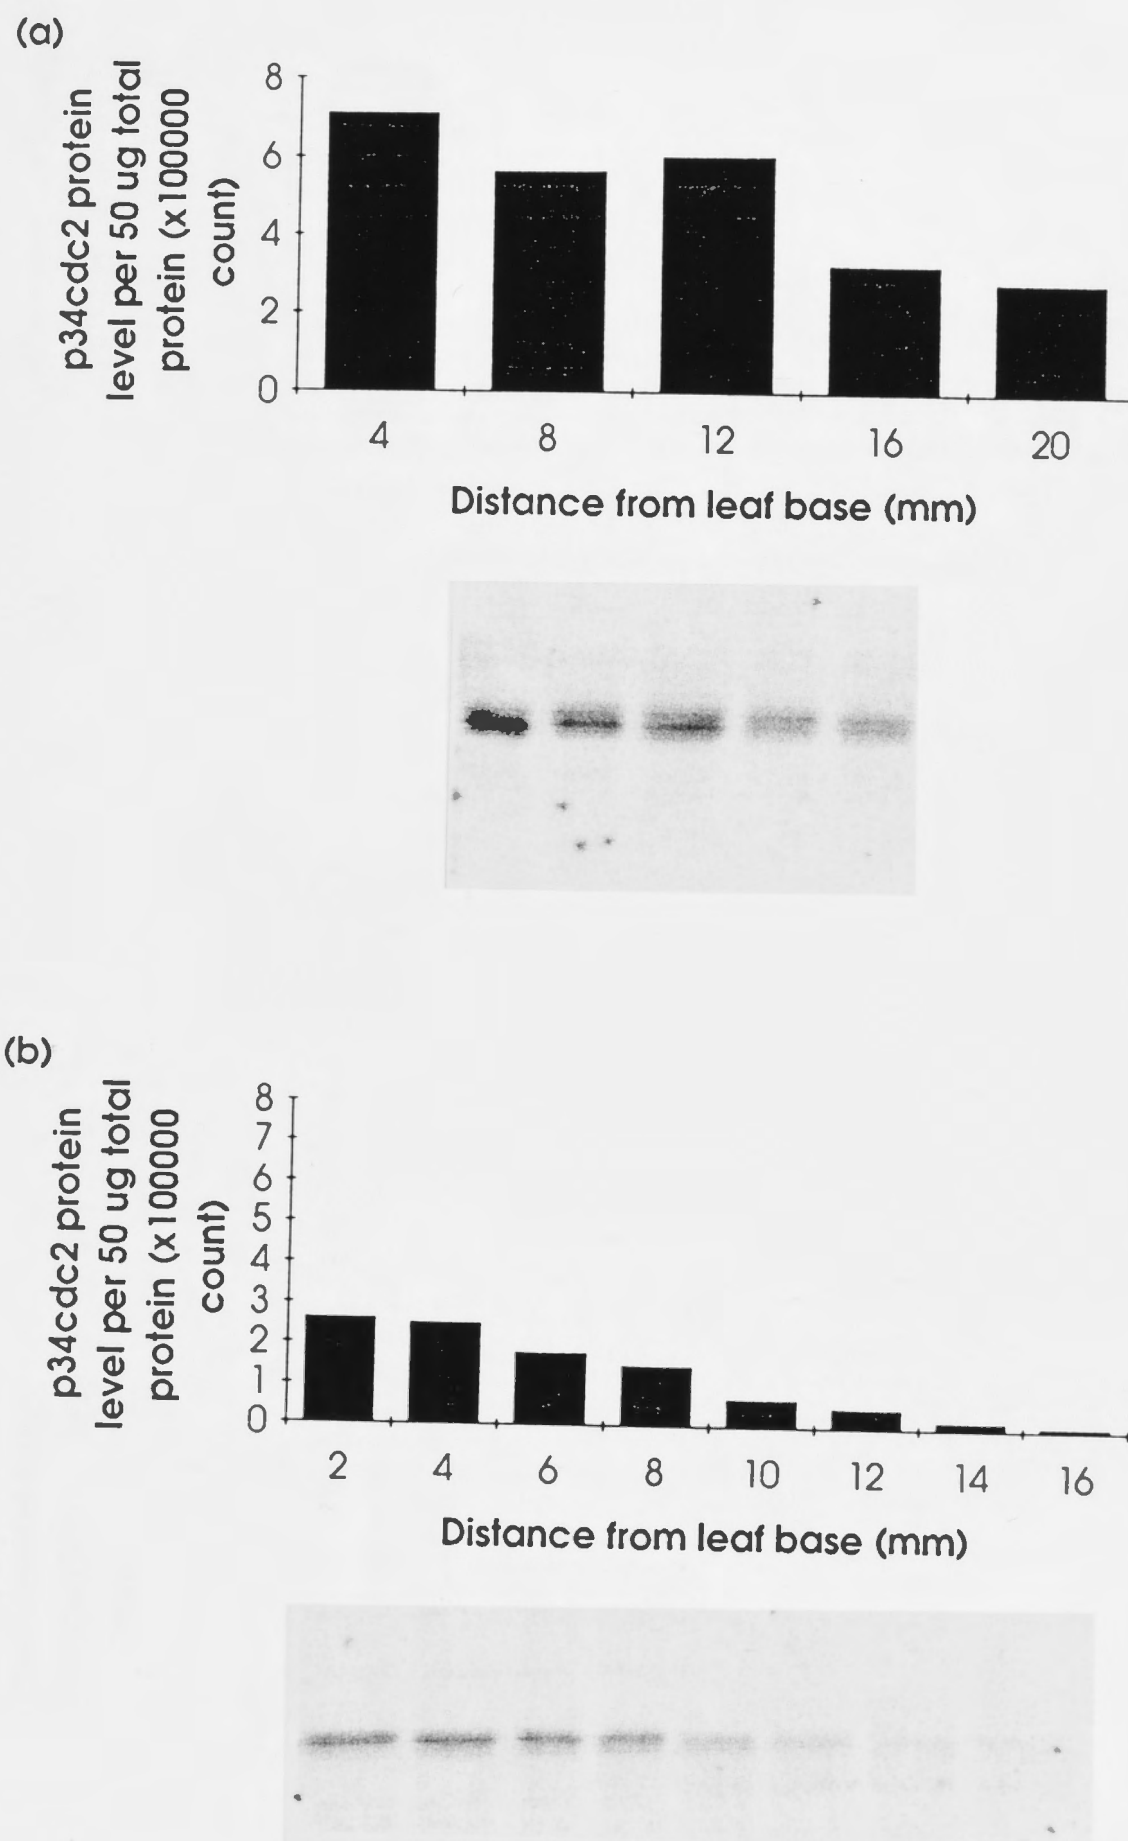 (a)
p34cdc2 protein
level per 50 ug total
protein (x100000
count)
8
6
4
2
0
4 8 12 16 20
Distance from leaf base (mm)
(b)
p34cdc2 protein
level per 50 ug total
protein (x100000
count)
8
7
6
5
4
3
2
1
0
2 4 6 8 10 12 14 16
Distance from leaf base (mm)